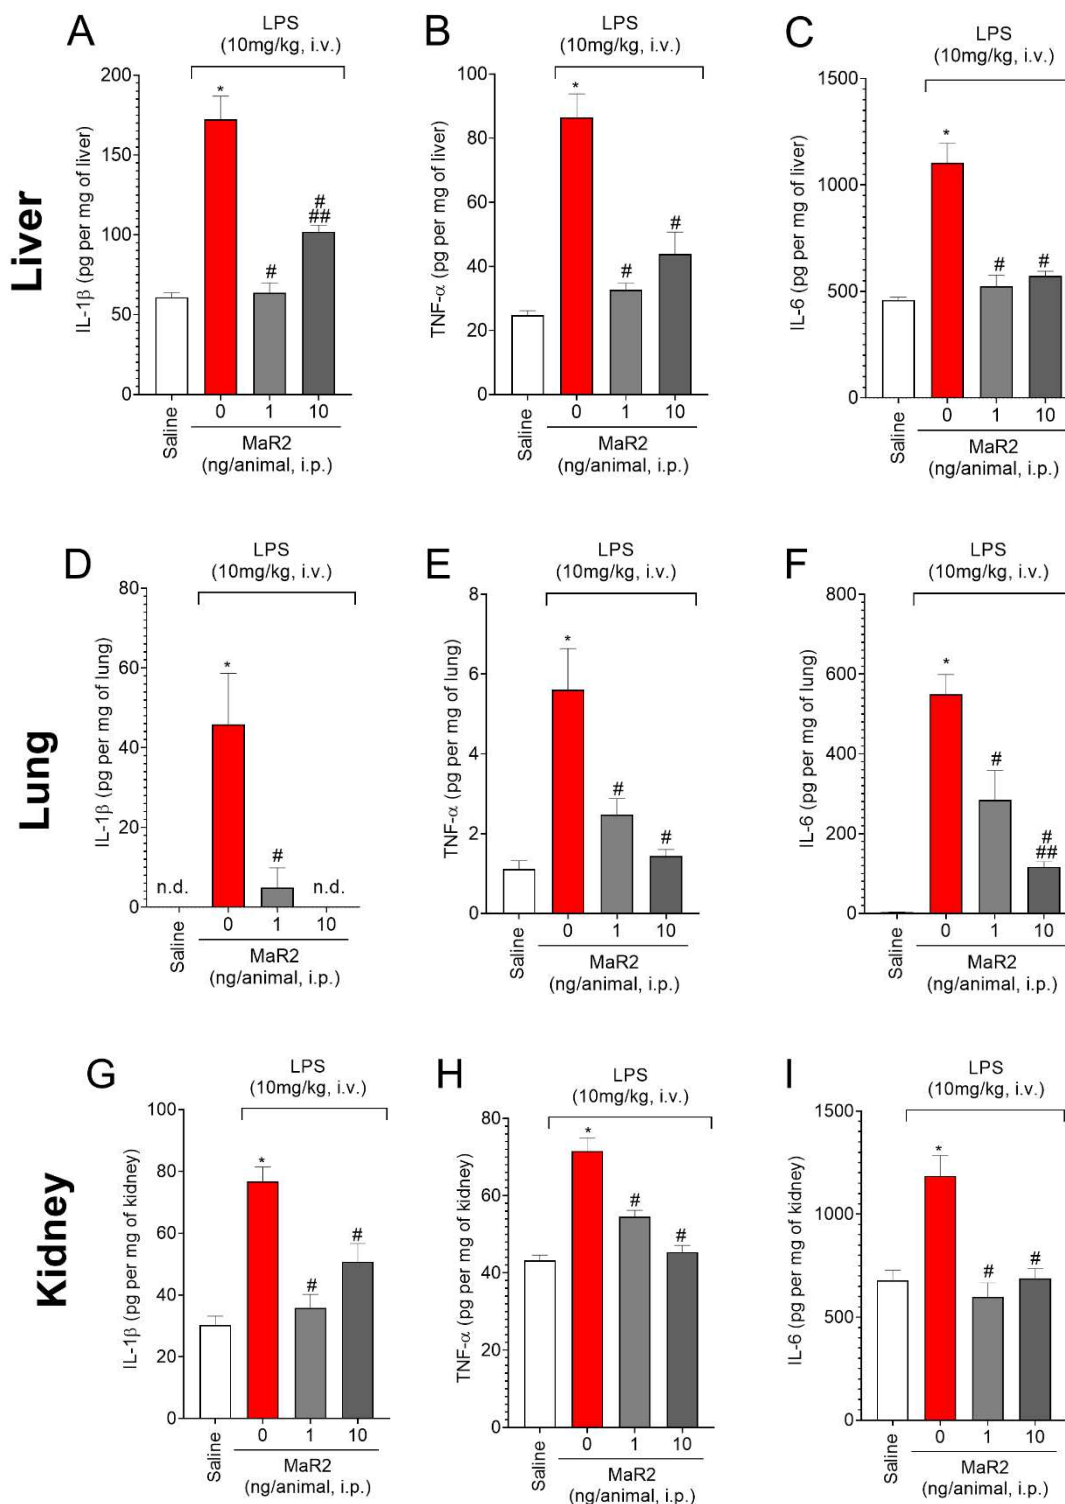 Liver
A
LPS
(10mg/kg, i.v.)
IL-1β (pg per mg of liver)
200
150
100
50
0
*
#
#
##
Saline
0 1 10
MaR2
(ng/animal, i.p.)
B
LPS
(10mg/kg, i.v.)
TNF-α (pg per mg of liver)
100
80
60
40
20
0
*
#
#
Saline
0 1 10
MaR2
(ng/animal, i.p.)
C
LPS
(10mg/kg, i.v.)
IL-6 (pg per mg of liver)
1500
1000
500
0
*
#
#
Saline
0 1 10
MaR2
(ng/animal, i.p.)
Lung
D
LPS
(10mg/kg, i.v.)
IL-1β (pg per mg of lung)
80
60
40
20
0
n.d.
*
#
n.d.
Saline
0 1 10
MaR2
(ng/animal, i.p.)
E
LPS
(10mg/kg, i.v.)
TNF-α (pg per mg of lung)
8
6
4
2
0
*
#
#
Saline
0 1 10
MaR2
(ng/animal, i.p.)
F
LPS
(10mg/kg, i.v.)
IL-6 (pg per mg of lung)
800
600
400
200
0
*
#
#
##
Saline
0 1 10
MaR2
(ng/animal, i.p.)
Kidney
G
LPS
(10mg/kg, i.v.)
IL-1β (pg per mg of kidney)
100
80
60
40
20
0
*
#
#
Saline
0 1 10
MaR2
(ng/animal, i.p.)
H
LPS
(10mg/kg, i.v.)
TNF-α (pg per mg of kidney)
80
60
40
20
0
*
#
#
Saline
0 1 10
MaR2
(ng/animal, i.p.)
I
LPS
(10mg/kg, i.v.)
IL-6 (pg per mg of kidney)
1500
1000
500
0
*
#
#
Saline
0 1 10
MaR2
(ng/animal, i.p.)